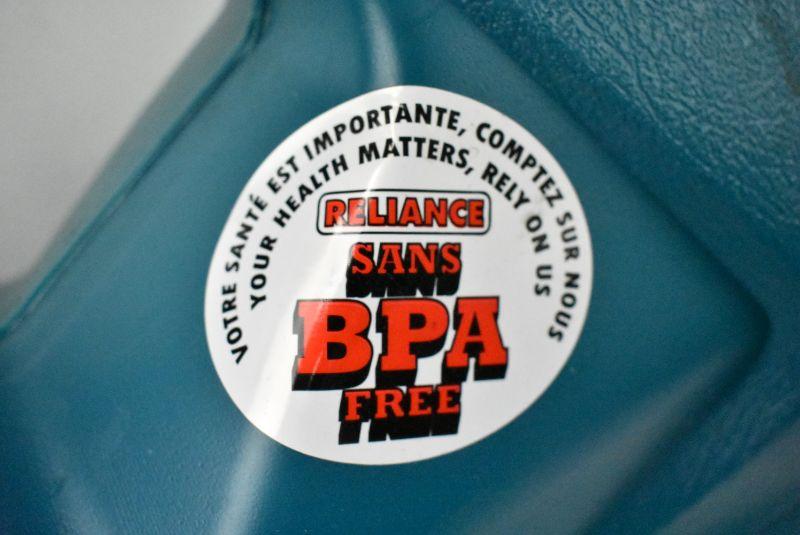 VOTRE SANTÉ EST IMPORTANTE, COMPTEZ SUR NOUS
YOUR HEALTH MATTERS, RELY ON US
RELIANCE
SANS
BPA
FREE